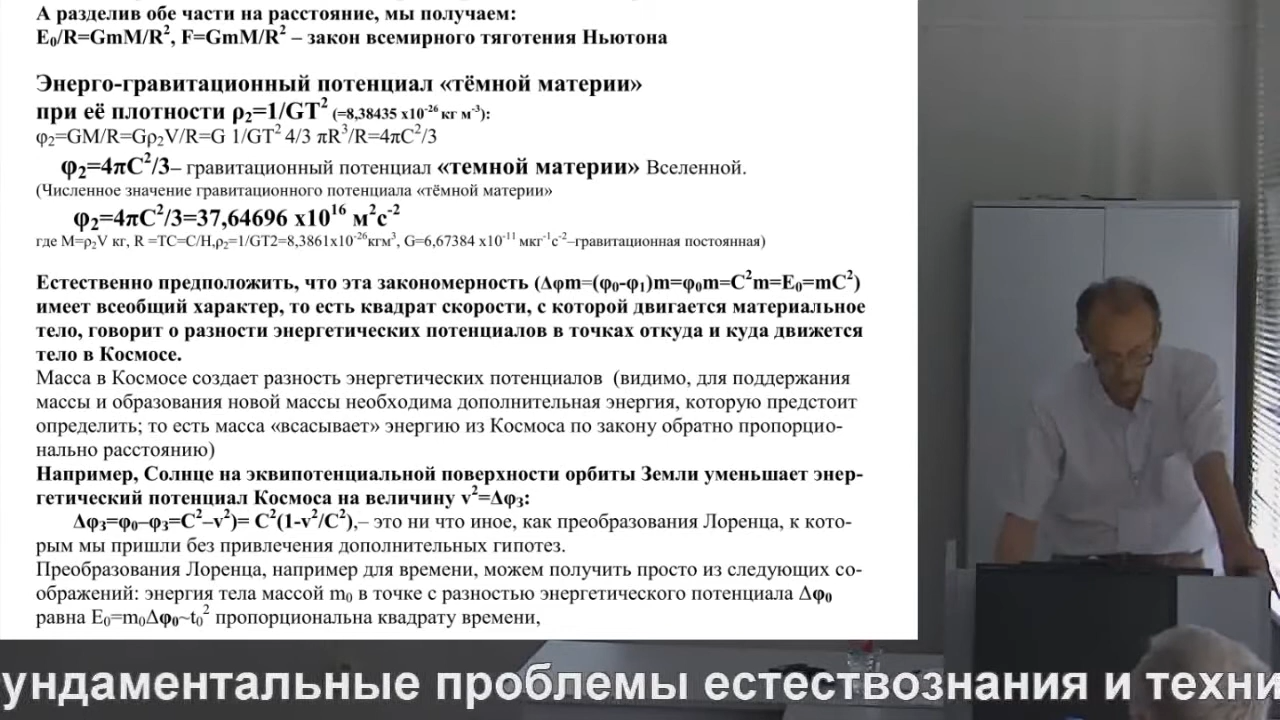 А разделив обе части на расстояние, мы получаем:
E₀/R=GmM/R², F=GmM/R² – закон всемирного тяготения Ньютона
Энерго-гравитационный потенциал «тёмной материи»
при её плотности ρ₂=1/GT² (=8,38435 х10⁻²⁶ кг м⁻³):
φ₂=GM/R=Gρ₂V/R=G 1/GT² 4/3 πR³/R=4πC²/3
φ₂=4πC²/3– гравитационный потенциал «темной материи» Вселенной.
(Численное значение гравитационного потенциала «тёмной материи»
φ₂=4πC²/3=37,64696 х10¹⁶ м²с⁻²
где M=ρ₂V кг, R =TC=C/H,ρ₂=1/GT2=8,3861х10⁻²⁶кгм³, G=6,67384 х10⁻¹¹ мкг⁻¹с⁻²–гравитационная постоянная)
Естественно предположить, что эта закономерность (Δφm=(φ₀-φ₁)m=φ₀m=C²m=E₀=mC²)
имеет всеобщий характер, то есть квадрат скорости, с которой двигается материальное
тело, говорит о разности энергетических потенциалов в точках откуда и куда движется
тело в Космосе.
Масса в Космосе создает разность энергетических потенциалов (видимо, для поддержания
массы и образования новой массы необходима дополнительная энергия, которую предстоит
определить; то есть масса «всасывает» энергию из Космоса по закону обратно пропорцио-
нально расстоянию)
Например, Солнце на эквипотенциальной поверхности орбиты Земли уменьшает энер-
гетический потенциал Космоса на величину v²=Δφ₃:
Δφ₃=φ₀–φ₃=C²–v²)= C²(1-v²/C²),– это ни что иное, как преобразования Лоренца, к кото-
рым мы пришли без привлечения дополнительных гипотез.
Преобразования Лоренца, например для времени, можем получить просто из следующих со-
ображений: энергия тела массой m₀ в точке с разностью энергетического потенциала Δφ₀
равна E₀=m₀Δφ₀~t₀² пропорциональна квадрату времени,
ундаментальные проблемы естествознания и техни